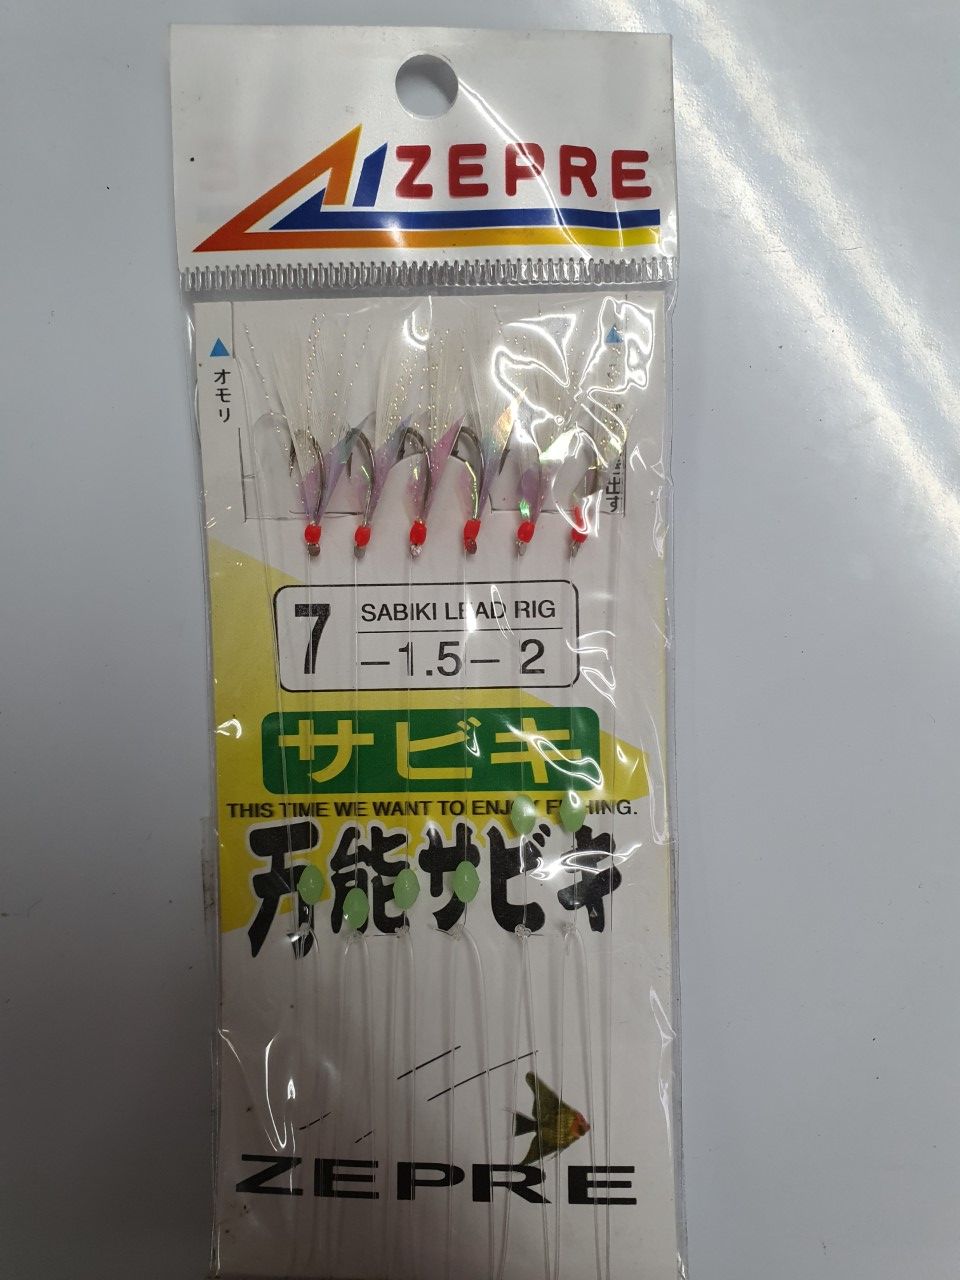 ZEPRE
オモリ
7
SABIKI LEAD RIG
-1.5- 2
サビキ
THIS TIME WE WANT TO ENJOY FISHING.
万能サビキ
ZEPRE